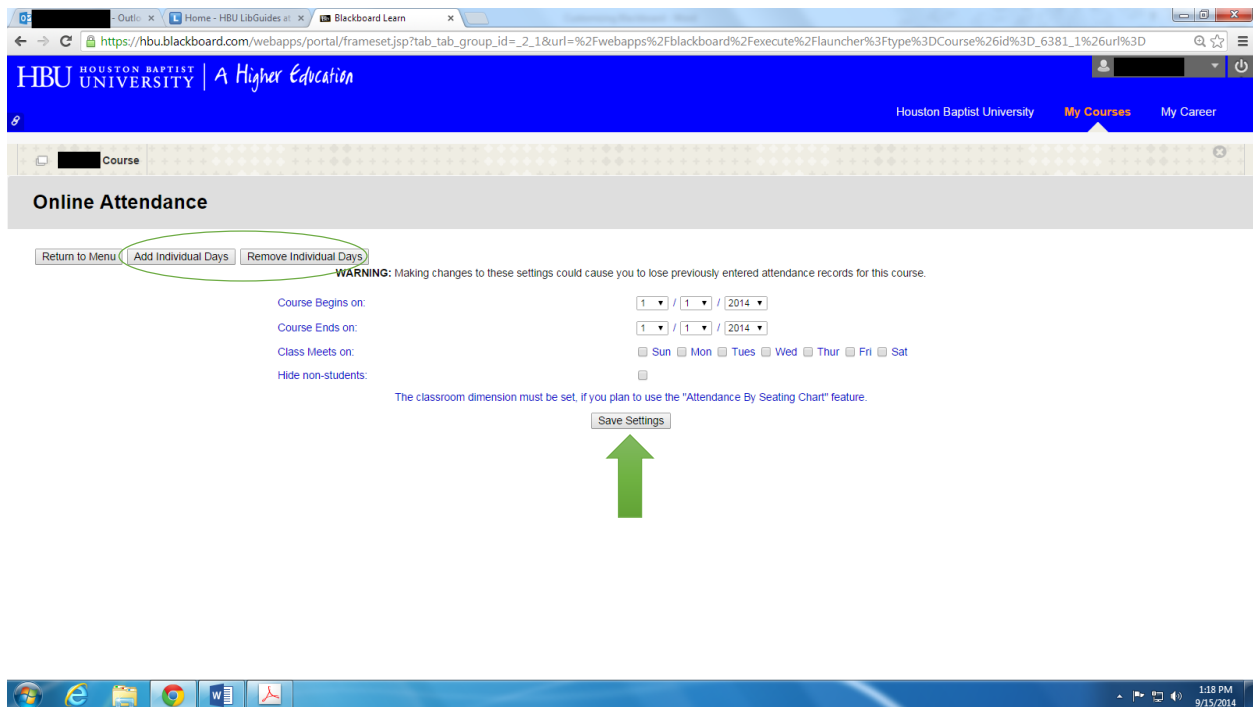 - Outlo
Home - HBU LibGuides at
Blackboard Learn
https://hbu.blackboard.com/webapps/portal/frameset.jsp?tab_tab_group_id=_2_1&url=%2Fwebapps%2Fblackboard%2Fexecute%2Flauncher%3Ftype%3DCourse%26id%3D_6381_1%26url%3D
HBU HOUSTON BAPTIST UNIVERSITY | A Higher Education
Houston Baptist University My Courses My Career
Course
Online Attendance
Return to Menu Add Individual Days Remove Individual Days
WARNING: Making changes to these settings could cause you to lose previously entered attendance records for this course.
Course Begins on: 1 / 1 / 2014
Course Ends on: 1 / 1 / 2014
Class Meets on: Sun Mon Tues Wed Thur Fri Sat
Hide non-students:
The classroom dimension must be set, if you plan to use the "Attendance By Seating Chart" feature.
Save Settings
1:18 PM
9/15/2014